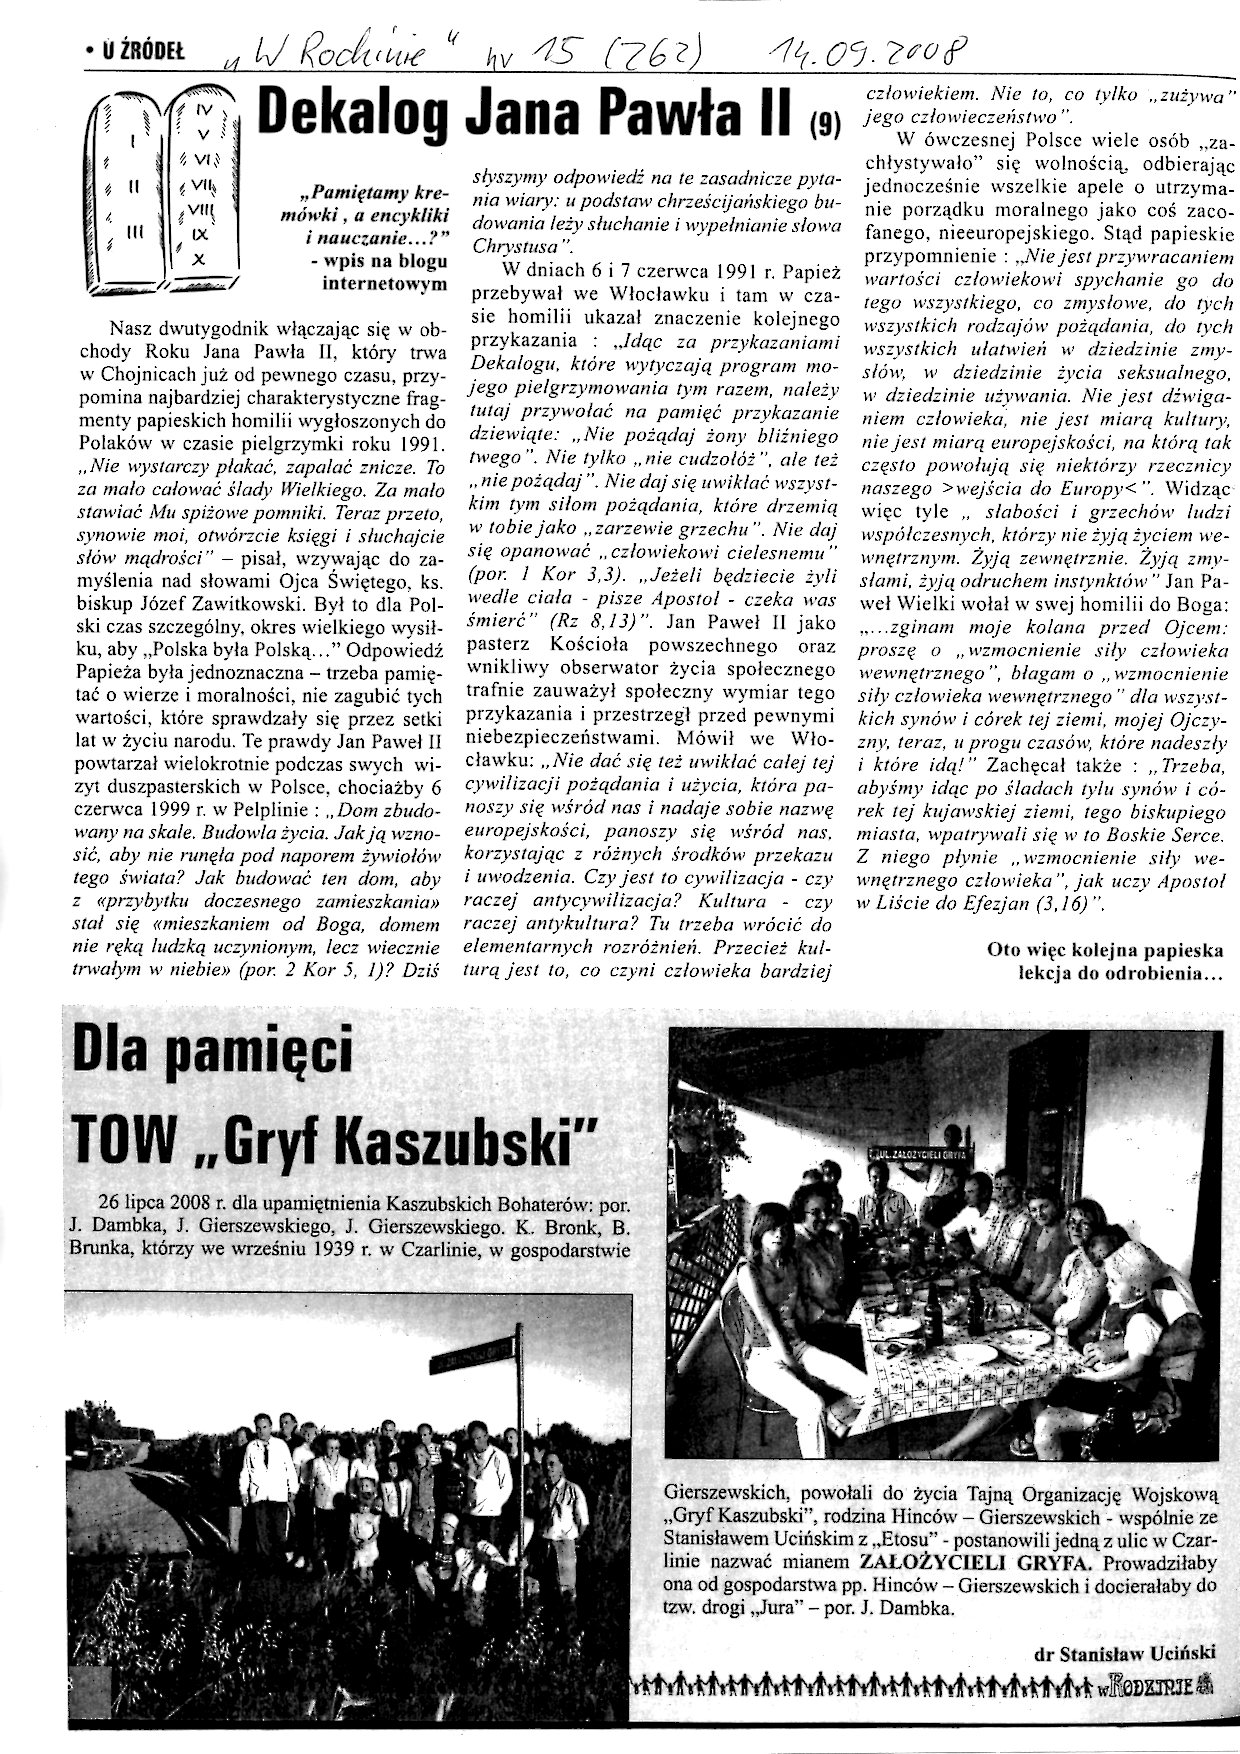 • U ŹRÓDEŁ
„W Rodzinie" nr 15 (262) 14.09.2008
I
II
III
IV
V
VI
VII
VIII
IX
X
Dekalog Jana Pawła II (9)
„Pamiętamy kre-
mówki , a encykliki
i nauczanie...?”
- wpis na blogu
internetowym
Nasz dwutygodnik włączając się w ob-
chody Roku Jana Pawła II, który trwa
w Chojnicach już od pewnego czasu, przy-
pomina najbardziej charakterystyczne frag-
menty papieskich homilii wygłoszonych do
Polaków w czasie pielgrzymki roku 1991.
„Nie wystarczy płakać, zapalać znicze. To
za mało całować ślady Wielkiego. Za mało
stawiać Mu spiżowe pomniki. Teraz przeto,
synowie moi, otwórzcie księgi i słuchajcie
słów mądrości” – pisał, wzywając do za-
myślenia nad słowami Ojca Świętego, ks.
biskup Józef Zawitkowski. Był to dla Pol-
ski czas szczególny, okres wielkiego wysił-
ku, aby „Polska była Polską...” Odpowiedź
Papieża była jednoznaczna – trzeba pamię-
tać o wierze i moralności, nie zagubić tych
wartości, które sprawdzały się przez setki
lat w życiu narodu. Te prawdy Jan Paweł II
powtarzał wielokrotnie podczas swych wi-
zyt duszpasterskich w Polsce, chociażby 6
czerwca 1999 r. w Pelplinie : „Dom zbudo-
wany na skale. Budowla życia. Jak ją wzno-
sić, aby nie runęła pod naporem żywiołów
tego świata? Jak budować ten dom, aby
z «przybytku doczesnego zamieszkania»
stał się «mieszkaniem od Boga, domem
nie ręką ludzką uczynionym, lecz wiecznie
trwałym w niebie» (por. 2 Kor 5, 1)? Dziś
słyszymy odpowiedź na te zasadnicze pyta-
nia wiary: u podstaw chrześcijańskiego bu-
dowania leży słuchanie i wypełnianie słowa
Chrystusa”.
W dniach 6 i 7 czerwca 1991 r. Papież
przebywał we Włocławku i tam w cza-
sie homilii ukazał znaczenie kolejnego
przykazania : „Idąc za przykazaniami
Dekalogu, które wytyczają program mo-
jego pielgrzymowania tym razem, należy
tutaj przywołać na pamięć przykazanie
dziewiąte: „Nie pożądaj żony bliźniego
twego”. Nie tylko „nie cudzołóż”, ale też
„nie pożądaj”. Nie daj się uwikłać wszyst-
kim tym siłom pożądania, które drzemią
w tobie jako „zarzewie grzechu”. Nie daj
się opanować „człowiekowi cielesnemu”
(por. 1 Kor 3,3). „Jeżeli będziecie żyli
wedle ciała - pisze Apostoł - czeka was
śmierć” (Rz 8,13)”. Jan Paweł II jako
pasterz Kościoła powszechnego oraz
wnikliwy obserwator życia społecznego
trafnie zauważył społeczny wymiar tego
przykazania i przestrzegł przed pewnymi
niebezpieczeństwami. Mówił we Wło-
cławku: „Nie dać się też uwikłać całej tej
cywilizacji pożądania i użycia, która pa-
noszy się wśród nas i nadaje sobie nazwę
europejskości, panoszy się wśród nas,
korzystając z różnych środków przekazu
i uwodzenia. Czy jest to cywilizacja - czy
raczej antycywilizacja? Kultura - czy
raczej antykultura? Tu trzeba wrócić do
elementarnych rozróżnień. Przecież kul-
turą jest to, co czyni człowieka bardziej
człowiekiem. Nie to, co tylko „zużywa”
jego człowieczeństwo”.
W ówczesnej Polsce wiele osób „za-
chłystywało” się wolnością, odbierając
jednocześnie wszelkie apele o utrzyma-
nie porządku moralnego jako coś zaco-
fanego, nieeuropejskiego. Stąd papieskie
przypomnienie : „Nie jest przywracaniem
wartości człowiekowi spychanie go do
tego wszystkiego, co zmysłowe, do tych
wszystkich rodzajów pożądania, do tych
wszystkich ułatwień w dziedzinie zmy-
słów, w dziedzinie życia seksualnego,
w dziedzinie używania. Nie jest dźwiga-
niem człowieka, nie jest miarą kultury,
nie jest miarą europejskości, na którą tak
często powołują się niektórzy rzecznicy
naszego >wejścia do Europy<”. Widząc
więc tyle „ słabości i grzechów ludzi
współczesnych, którzy nie żyją życiem we-
wnętrznym. Żyją zewnętrznie. Żyją zmy-
słami, żyją odruchem instynktów” Jan Pa-
weł Wielki wołał w swej homilii do Boga:
„...zginam moje kolana przed Ojcem:
proszę o „wzmocnienie siły człowieka
wewnętrznego”, błagam o „wzmocnienie
siły człowieka wewnętrznego” dla wszyst-
kich synów i córek tej ziemi, mojej Ojczy-
zny, teraz, u progu czasów, które nadeszły
i które idą!” Zachęcał także : „Trzeba,
abyśmy idąc po śladach tylu synów i có-
rek tej kujawskiej ziemi, tego biskupiego
miasta, wpatrywali się w to Boskie Serce.
Z niego płynie „wzmocnienie siły we-
wnętrznego człowieka”, jak uczy Apostoł
w Liście do Efezjan (3,16)”.
Oto więc kolejna papieska
lekcja do odrobienia...
Dla pamięci
TOW „Gryf Kaszubski”
26 lipca 2008 r. dla upamiętnienia Kaszubskich Bohaterów: por.
J. Dambka, J. Gierszewskiego, J. Gierszewskiego. K. Bronk, B.
Brunka, którzy we wrześniu 1939 r. w Czarlinie, w gospodarstwie
UL. ZAŁOŻYCIELI GRYFA
Gierszewskich, powołali do życia Tajną Organizację Wojskową
„Gryf Kaszubski”, rodzina Hinców – Gierszewskich - wspólnie ze
Stanisławem Ucińskim z „Etosu” - postanowili jedną z ulic w Czar-
linie nazwać mianem ZAŁOŻYCIELI GRYFA. Prowadziłaby
ona od gospodarstwa pp. Hinców – Gierszewskich i docierałaby do
tzw. drogi „Jura” – por. J. Dambka.
dr Stanisław Uciński
wRODZINIE